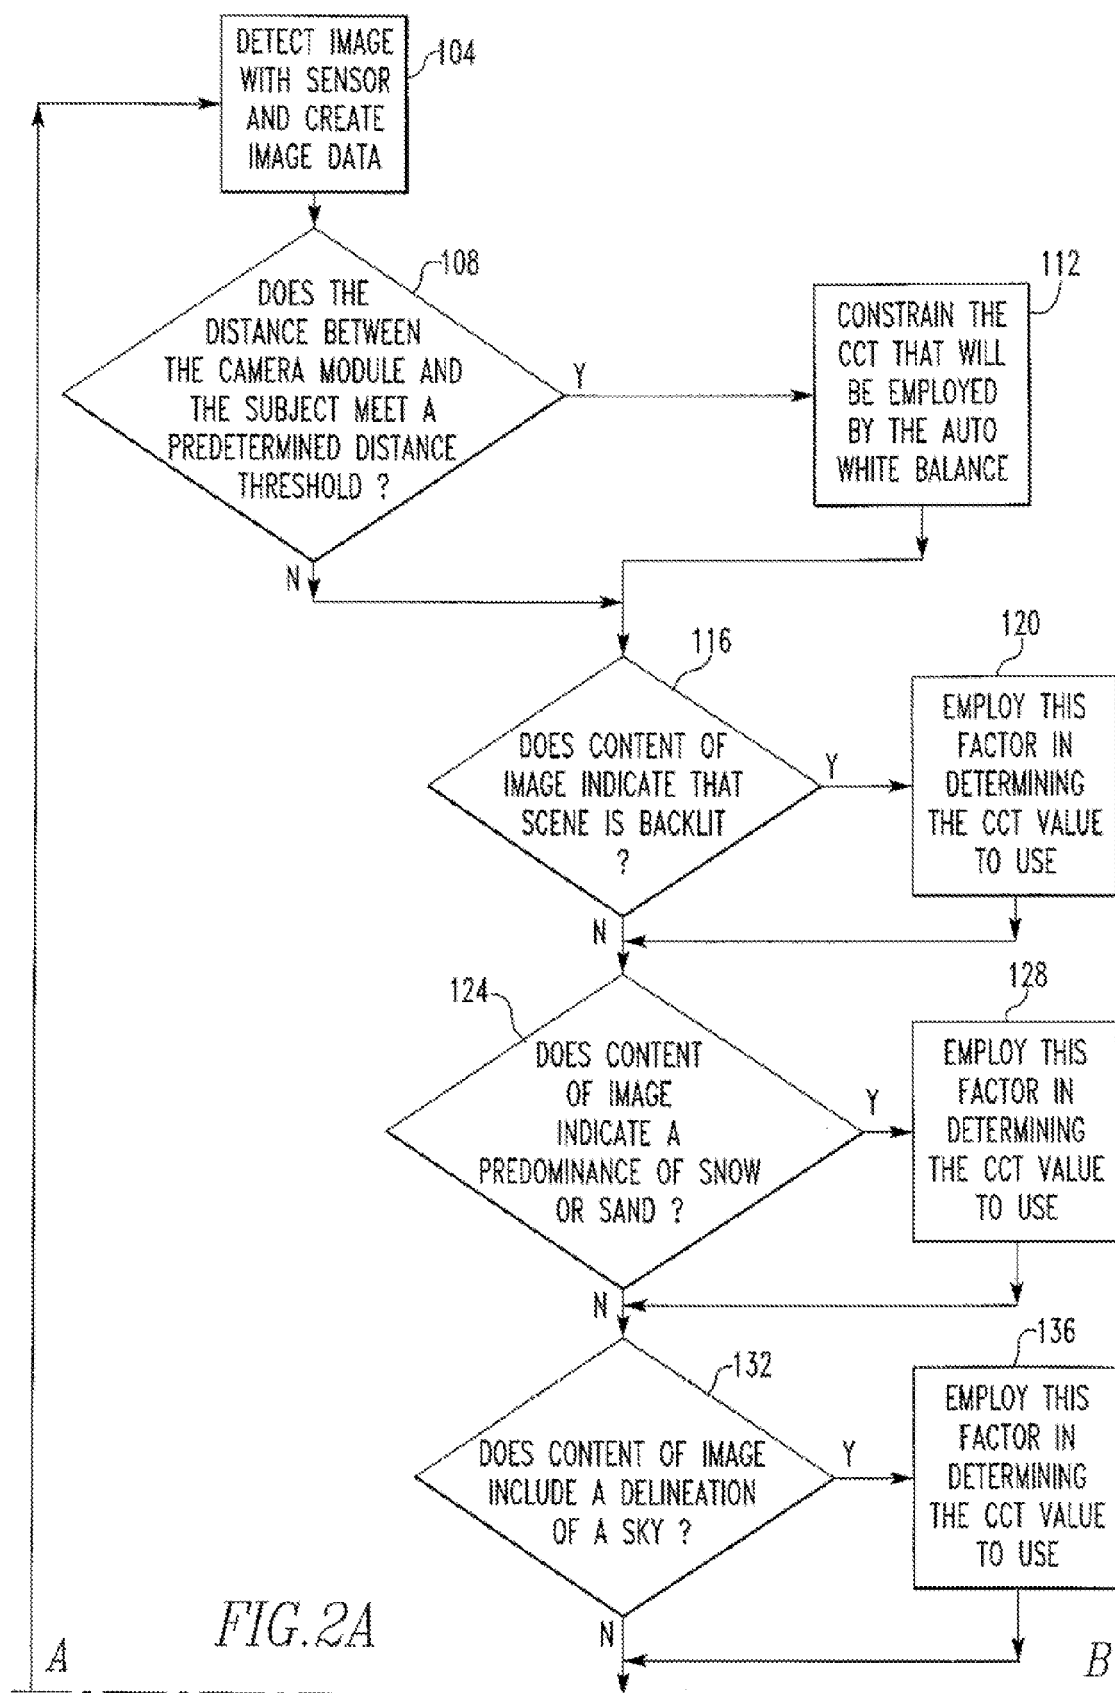 DETECT IMAGE
WITH SENSOR
AND CREATE
IMAGE DATA
104
DOES THE
DISTANCE BETWEEN
THE CAMERA MODULE AND
THE SUBJECT MEET A
PREDETERMINED DISTANCE
THRESHOLD ?
108
Y
N
CONSTRAIN THE
CCT THAT WILL
BE EMPLOYED
BY THE AUTO
WHITE BALANCE
112
DOES CONTENT OF
IMAGE INDICATE THAT
SCENE IS BACKLIT
?
116
Y
N
EMPLOY THIS
FACTOR IN
DETERMINING
THE CCT VALUE
TO USE
120
DOES CONTENT
OF IMAGE
INDICATE A
PREDOMINANCE OF SNOW
OR SAND ?
124
Y
N
EMPLOY THIS
FACTOR IN
DETERMINING
THE CCT VALUE
TO USE
128
DOES CONTENT OF IMAGE
INCLUDE A DELINEATION
OF A SKY ?
132
Y
N
EMPLOY THIS
FACTOR IN
DETERMINING
THE CCT VALUE
TO USE
136
FIG.2A
A
B